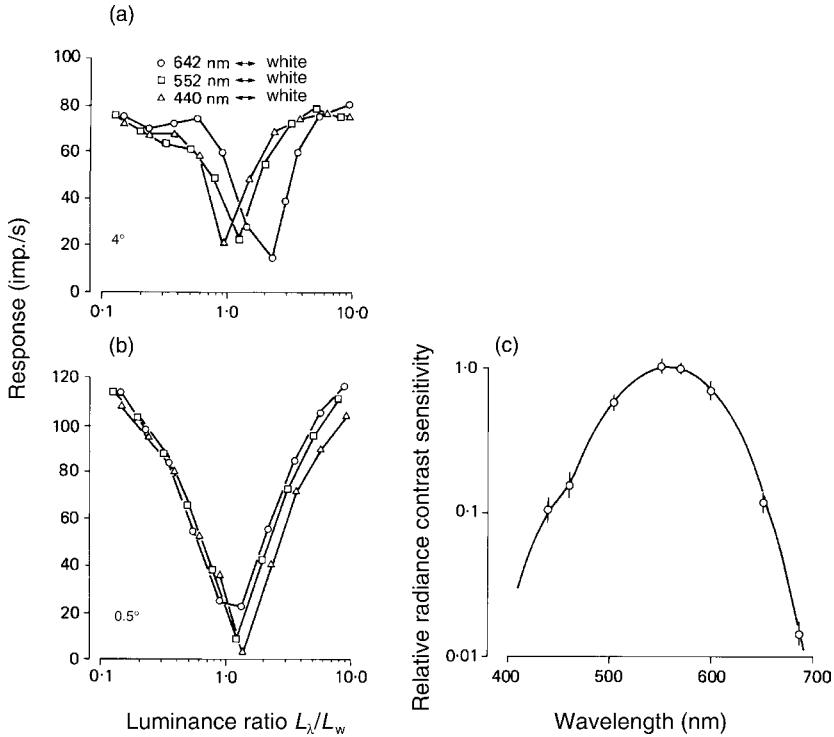 (a)
642 nm ↔ white
552 nm ↔ white
440 nm ↔ white
100
80
60
40
20
0
4°
0·1
1·0
10·0
Response (imp./s)
(b)
120
100
80
60
40
20
0
0.5°
0·1
1·0
10·0
Luminance ratio Lλ/Lw
(c)
Relative radiance contrast sensitivity
1·0
0·1
0·01
400
500
600
700
Wavelength (nm)